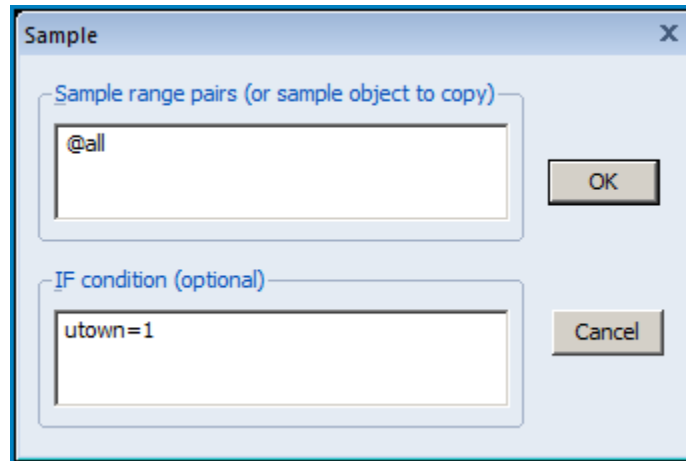 Sample
X
Sample range pairs (or sample object to copy)
@all
OK
IF condition (optional)
utown=1
Cancel